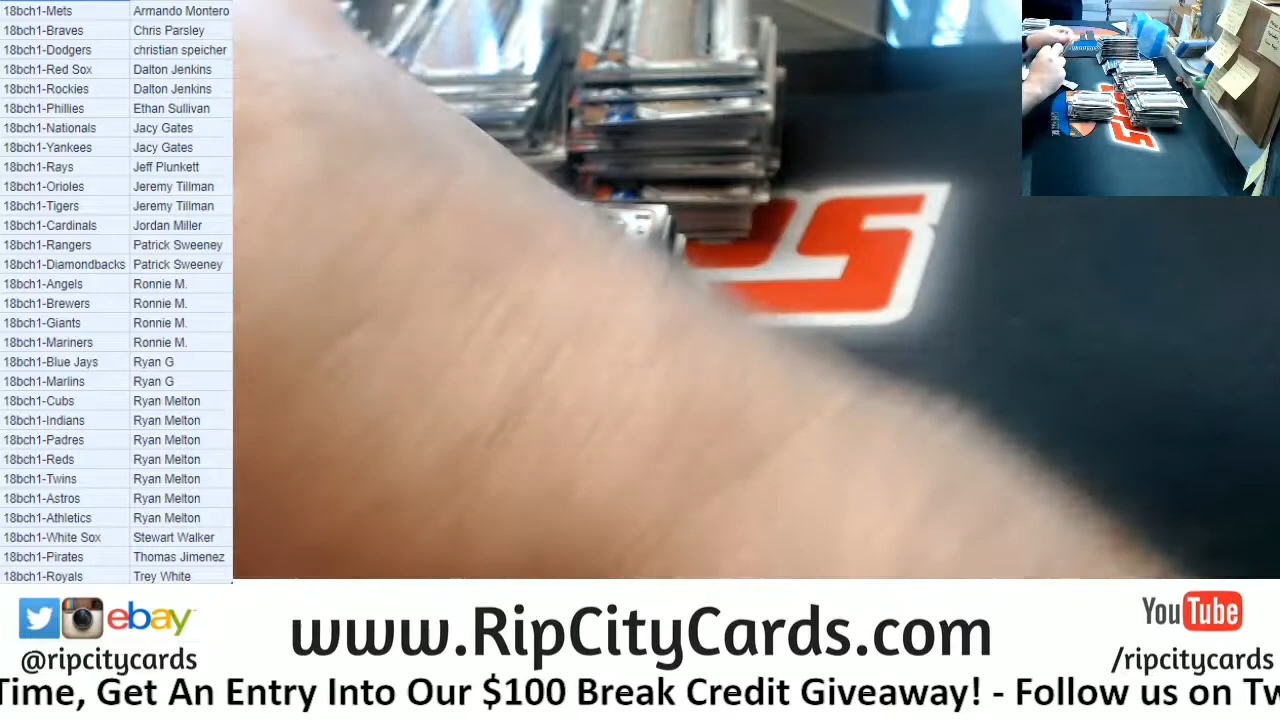 18bch1-Mets Armando Montero
18bch1-Braves Chris Parsley
18bch1-Dodgers christian speicher
18bch1-Red Sox Dalton Jenkins
18bch1-Rockies Dalton Jenkins
18bch1-Phillies Ethan Sullivan
18bch1-Nationals Jacy Gates
18bch1-Yankees Jacy Gates
18bch1-Rays Jeff Plunkett
18bch1-Orioles Jeremy Tillman
18bch1-Tigers Jeremy Tillman
18bch1-Cardinals Jordan Miller
18bch1-Rangers Patrick Sweeney
18bch1-Diamondbacks Patrick Sweeney
18bch1-Angels Ronnie M.
18bch1-Brewers Ronnie M.
18bch1-Giants Ronnie M.
18bch1-Mariners Ronnie M.
18bch1-Blue Jays Ryan G
18bch1-Marlins Ryan G
18bch1-Cubs Ryan Melton
18bch1-Indians Ryan Melton
18bch1-Padres Ryan Melton
18bch1-Reds Ryan Melton
18bch1-Twins Ryan Melton
18bch1-Astros Ryan Melton
18bch1-Athletics Ryan Melton
18bch1-White Sox Stewart Walker
18bch1-Pirates Thomas Jimenez
18bch1-Royals Trey White
PS
ebay
@ripcitycards
www.RipCityCards.com
YouTube
/ripcitycards
Time, Get An Entry Into Our $100 Break Credit Giveaway! - Follow us on Tw